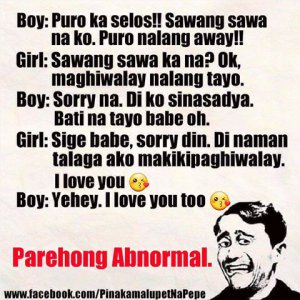 Boy: Puro ka selos!! Sawang sawa
na ko. Puro nalang away!!
Girl: Sawang sawa ka na? Ok,
maghiwalay nalang tayo.
Boy: Sorry na. Di ko sinasadya.
Bati na tayo babe oh.
Girl: Sige babe, sorry din. Di naman
talaga ako makikipaghiwalay.
I love you 😘
Boy: Yehey. I love you too 😘
Parehong Abnormal.
www.facebook.com/PinakamalupetNaPepe